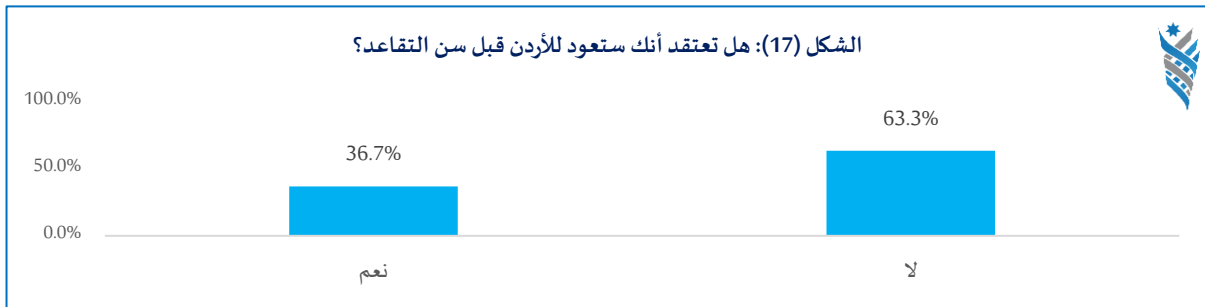 الشكل (17): هل تعتقد أنك ستعود للأردن قبل سن التقاعد؟
100.0%
50.0%
0.0%
36.7%
63.3%
نعم
لا